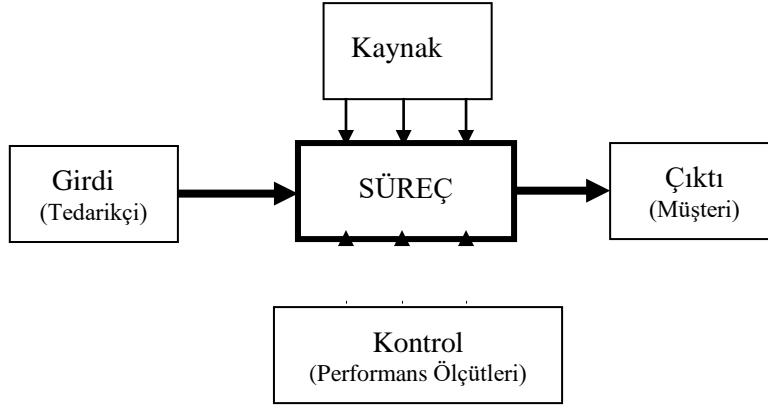 Kaynak
Girdi
(Tedarikçi)
SÜREÇ
Çıktı
(Müşteri)
Kontrol
(Performans Ölçütleri)